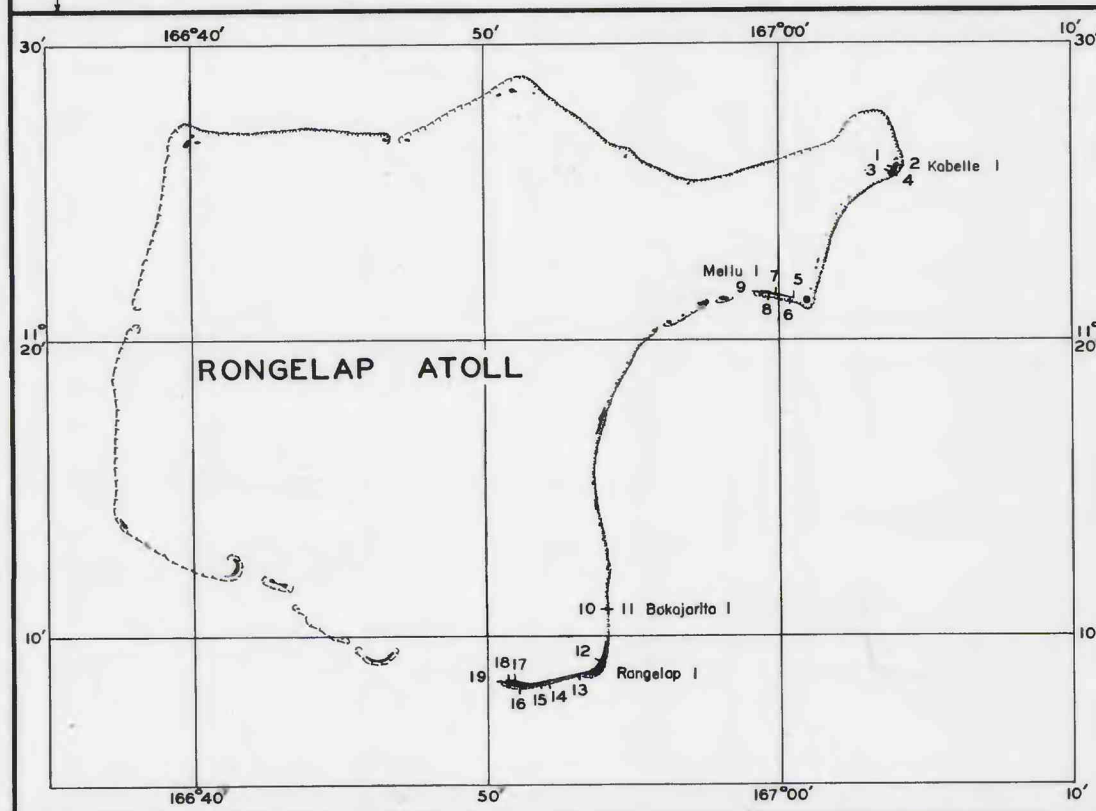 166°40' 50' 167°00' 10'
30' 30'
1 2 Kabelle I
3 4
Mellu I 7 5
9 8 6
11° 11°
20' 20'
RONGELAP ATOLL
10 11 Bokojarito I
10' 10'
12
Rongelap I
19 18 17 13
16 15 14
166°40' 50' 167°00' 10'